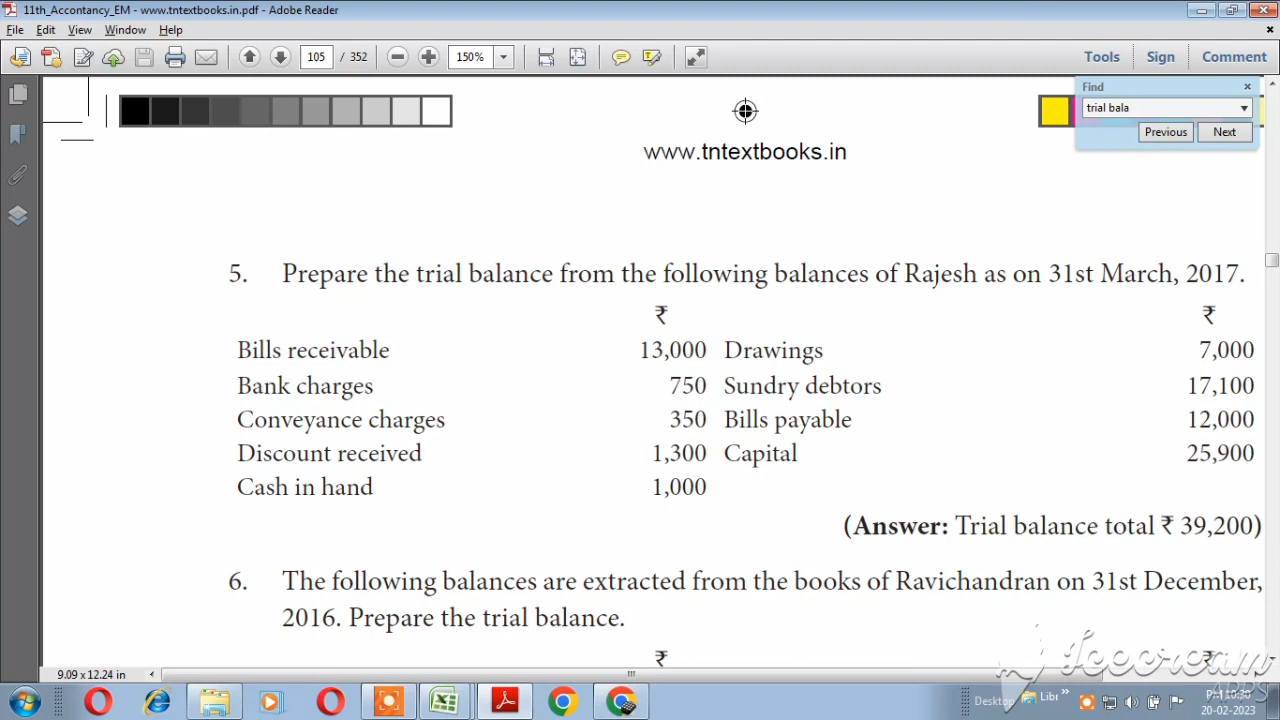 11th_Accontancy_EM - www.tntextbooks.in.pdf - Adobe Reader
File Edit View Window Help
105 / 352 150% Tools Sign Comment
Find
trial bala
Previous Next
www.tntextbooks.in
5. Prepare the trial balance from the following balances of Rajesh as on 31st March, 2017.
₹ ₹
Bills receivable 13,000 Drawings 7,000
Bank charges 750 Sundry debtors 17,100
Conveyance charges 350 Bills payable 12,000
Discount received 1,300 Capital 25,900
Cash in hand 1,000
(Answer: Trial balance total ₹ 39,200)
6. The following balances are extracted from the books of Ravichandran on 31st December,
2016. Prepare the trial balance.
₹ ₹
9.09 x 12.24 in
Desktop Libr
20-02-2023